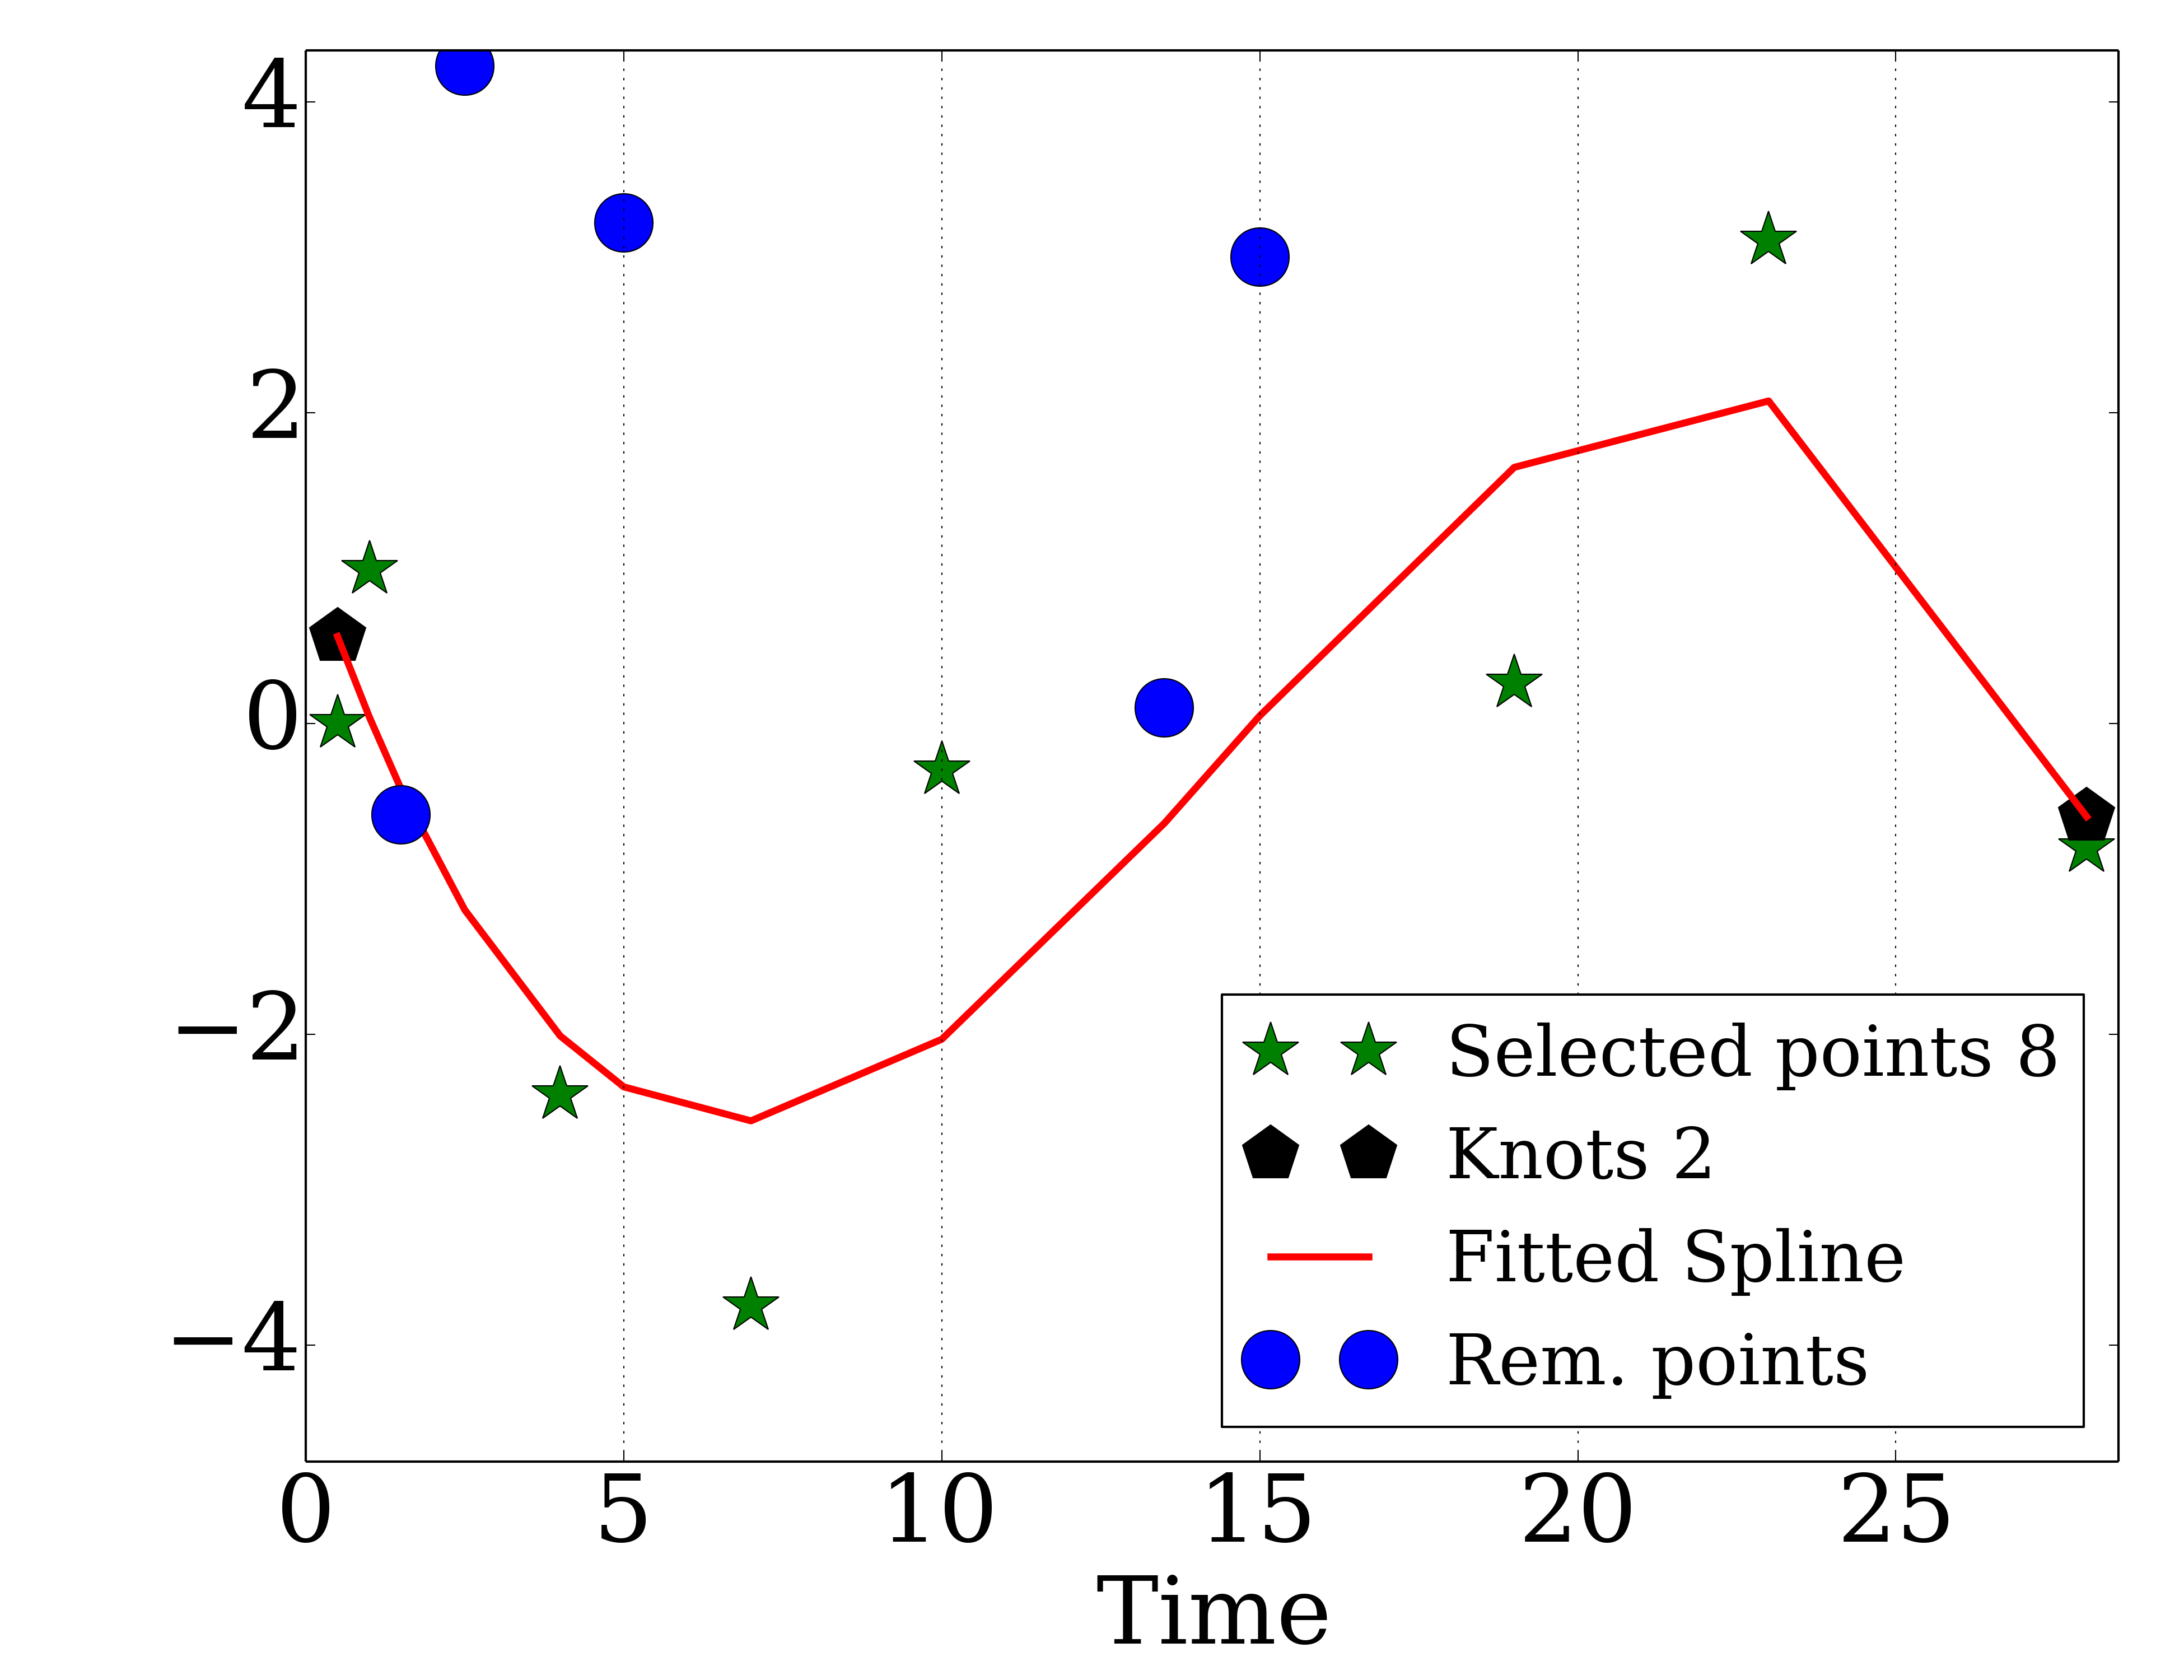 4
2
0
−2
−4
0 5 10 15 20 25
Time
Selected points 8
Knots 2
Fitted Spline
Rem. points